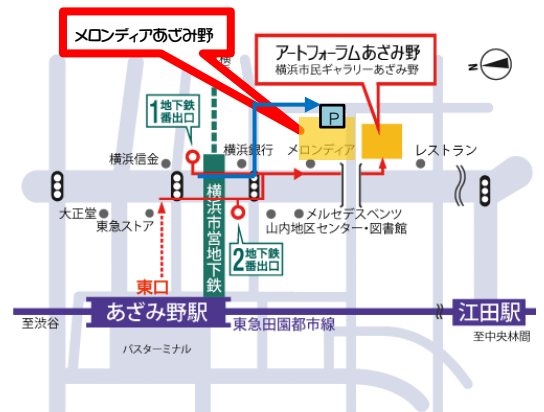 メロンディアあざみ野
アートフォーラムあざみ野
横浜市民ギャラリーあざみ野
N
横
1 地下鉄
番出口
P
横浜信金
横浜銀行
メロンディア
レストラン
横浜市営地下鉄
大正堂
東急ストア
メルセデスベンツ
山内地区センター・図書館
2 地下鉄
番出口
東口
あざみ野駅
江田駅
至渋谷
東急田園都市線
至中央林間
バスターミナル